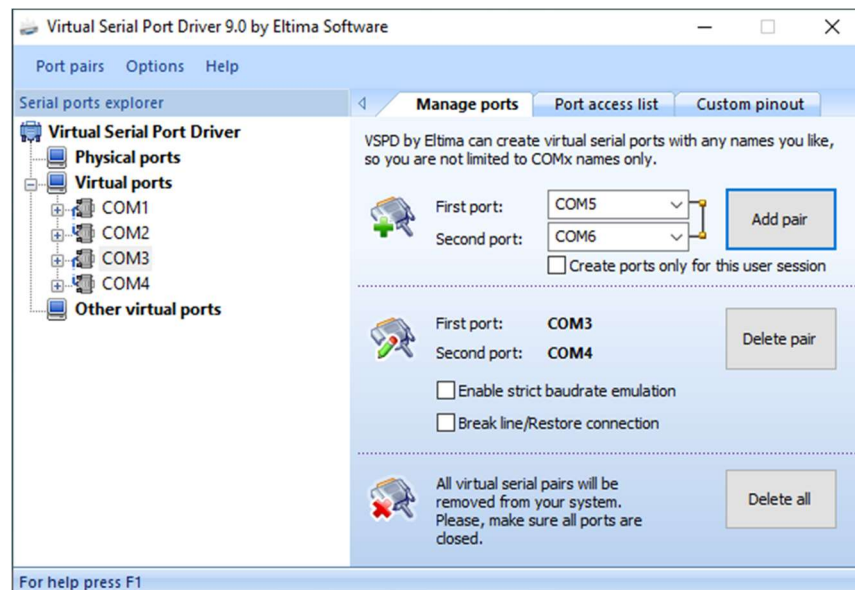 Virtual Serial Port Driver 9.0 by Eltima Software
Port pairs Options Help
Serial ports explorer
Virtual Serial Port Driver
Physical ports
Virtual ports
COM1
COM2
COM3
COM4
Other virtual ports
Manage ports Port access list Custom pinout
VSPD by Eltima can create virtual serial ports with any names you like,
so you are not limited to COMx names only.
First port: COM5
Second port: COM6
Add pair
Create ports only for this user session
First port: COM3
Second port: COM4
Delete pair
Enable strict baudrate emulation
Break line/Restore connection
All virtual serial pairs will be
removed from your system.
Please, make sure all ports are
closed.
Delete all
For help press F1